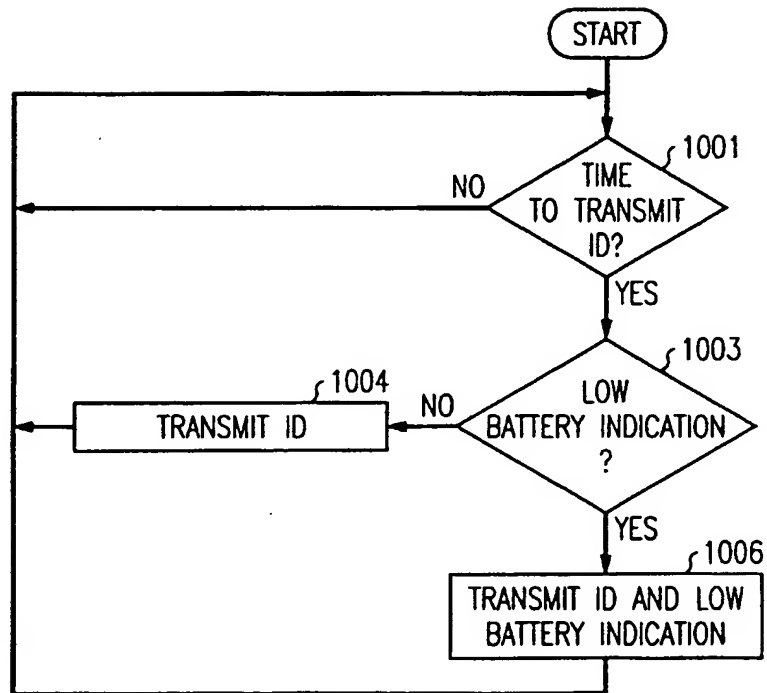 START
1001
TIME
TO TRANSMIT
ID?
NO
YES
1003
LOW
BATTERY INDICATION
?
NO
1004
TRANSMIT ID
YES
1006
TRANSMIT ID AND LOW
BATTERY INDICATION